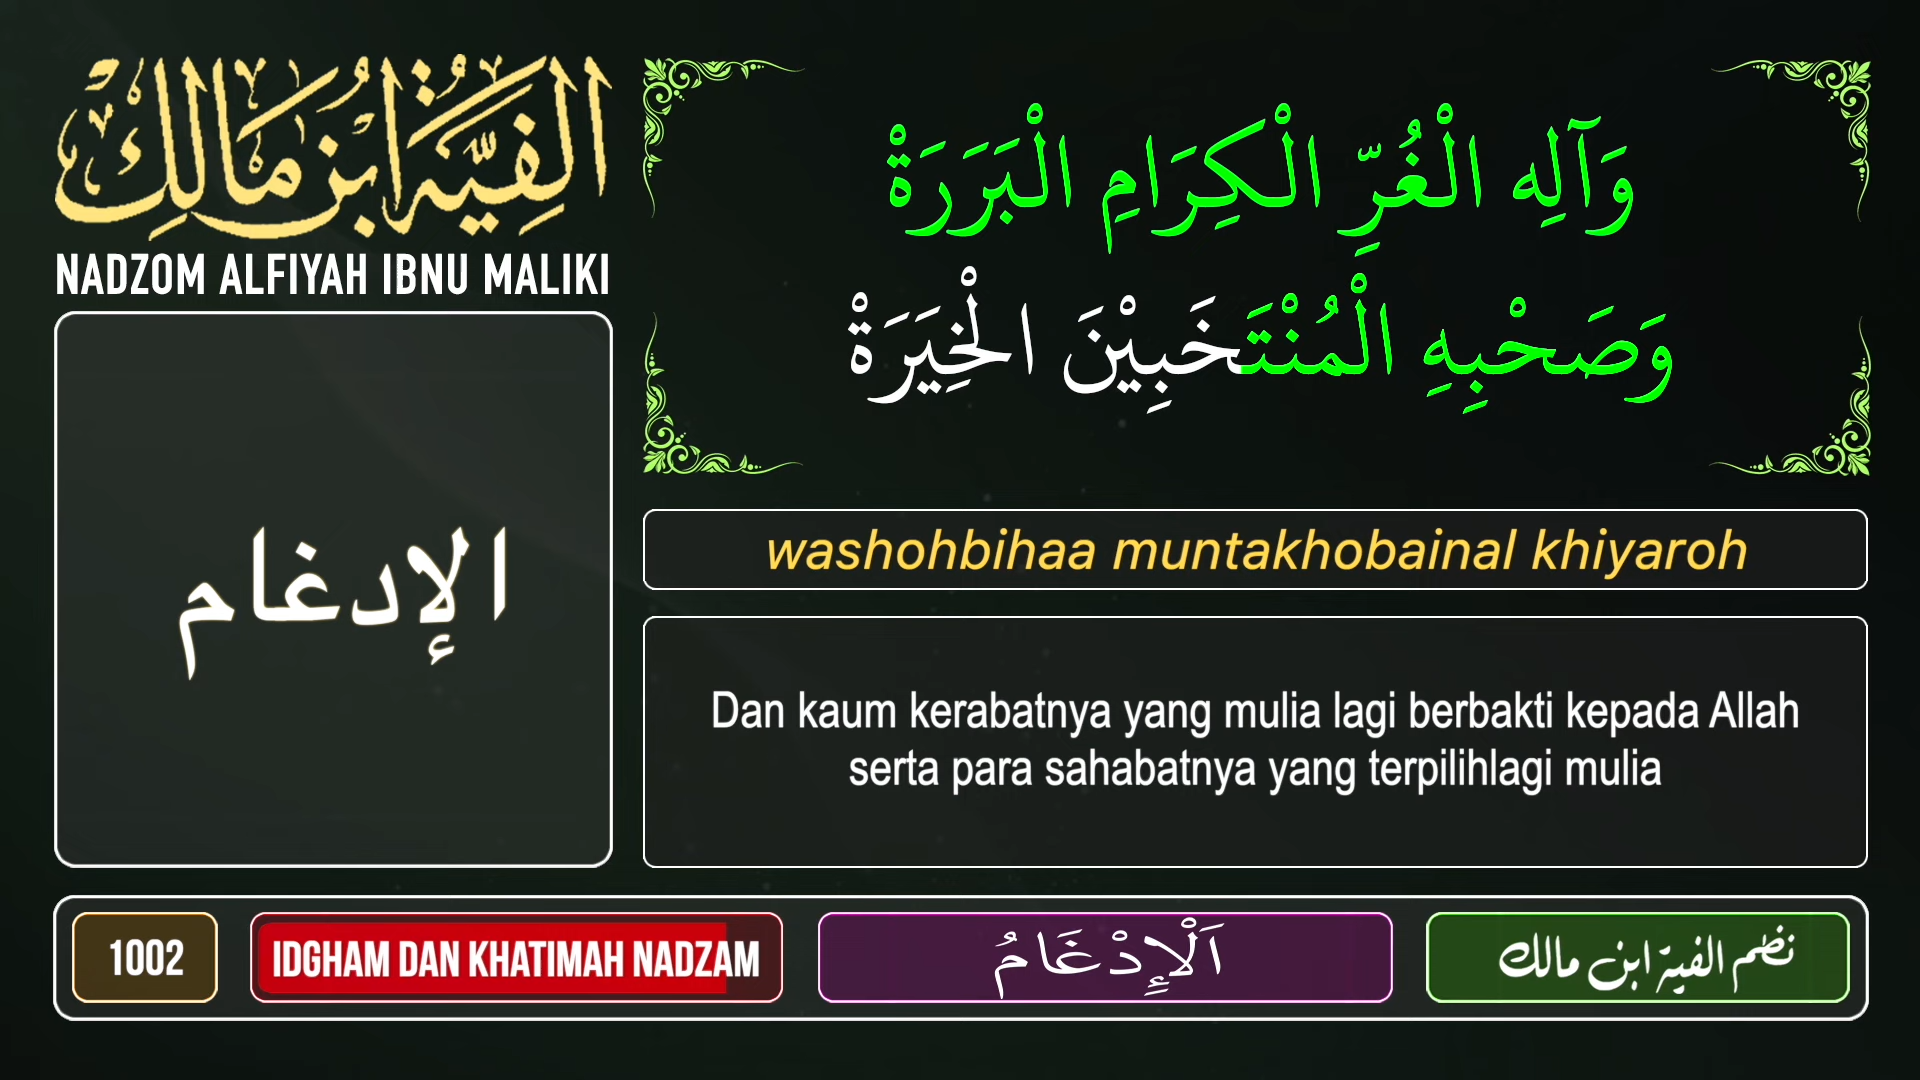 الفية ابن مالك
NADZOM ALFIYAH IBNU MALIKI
الإدغام
وَآلِهِ الْغُرِّ الْكِرَامِ الْبَرَرَةْ
وَصَحْبِهِ الْمُنْتَخَبِيْنَ الْخِيَرَةْ
washohbihaa muntakhobainal khiyaroh
Dan kaum kerabatnya yang mulia lagi berbakti kepada Allah
serta para sahabatnya yang terpilihlagi mulia
1002
IDGHAM DAN KHATIMAH NADZAM
اَلْإِدْغَامُ
نظم الفية ابن مالك